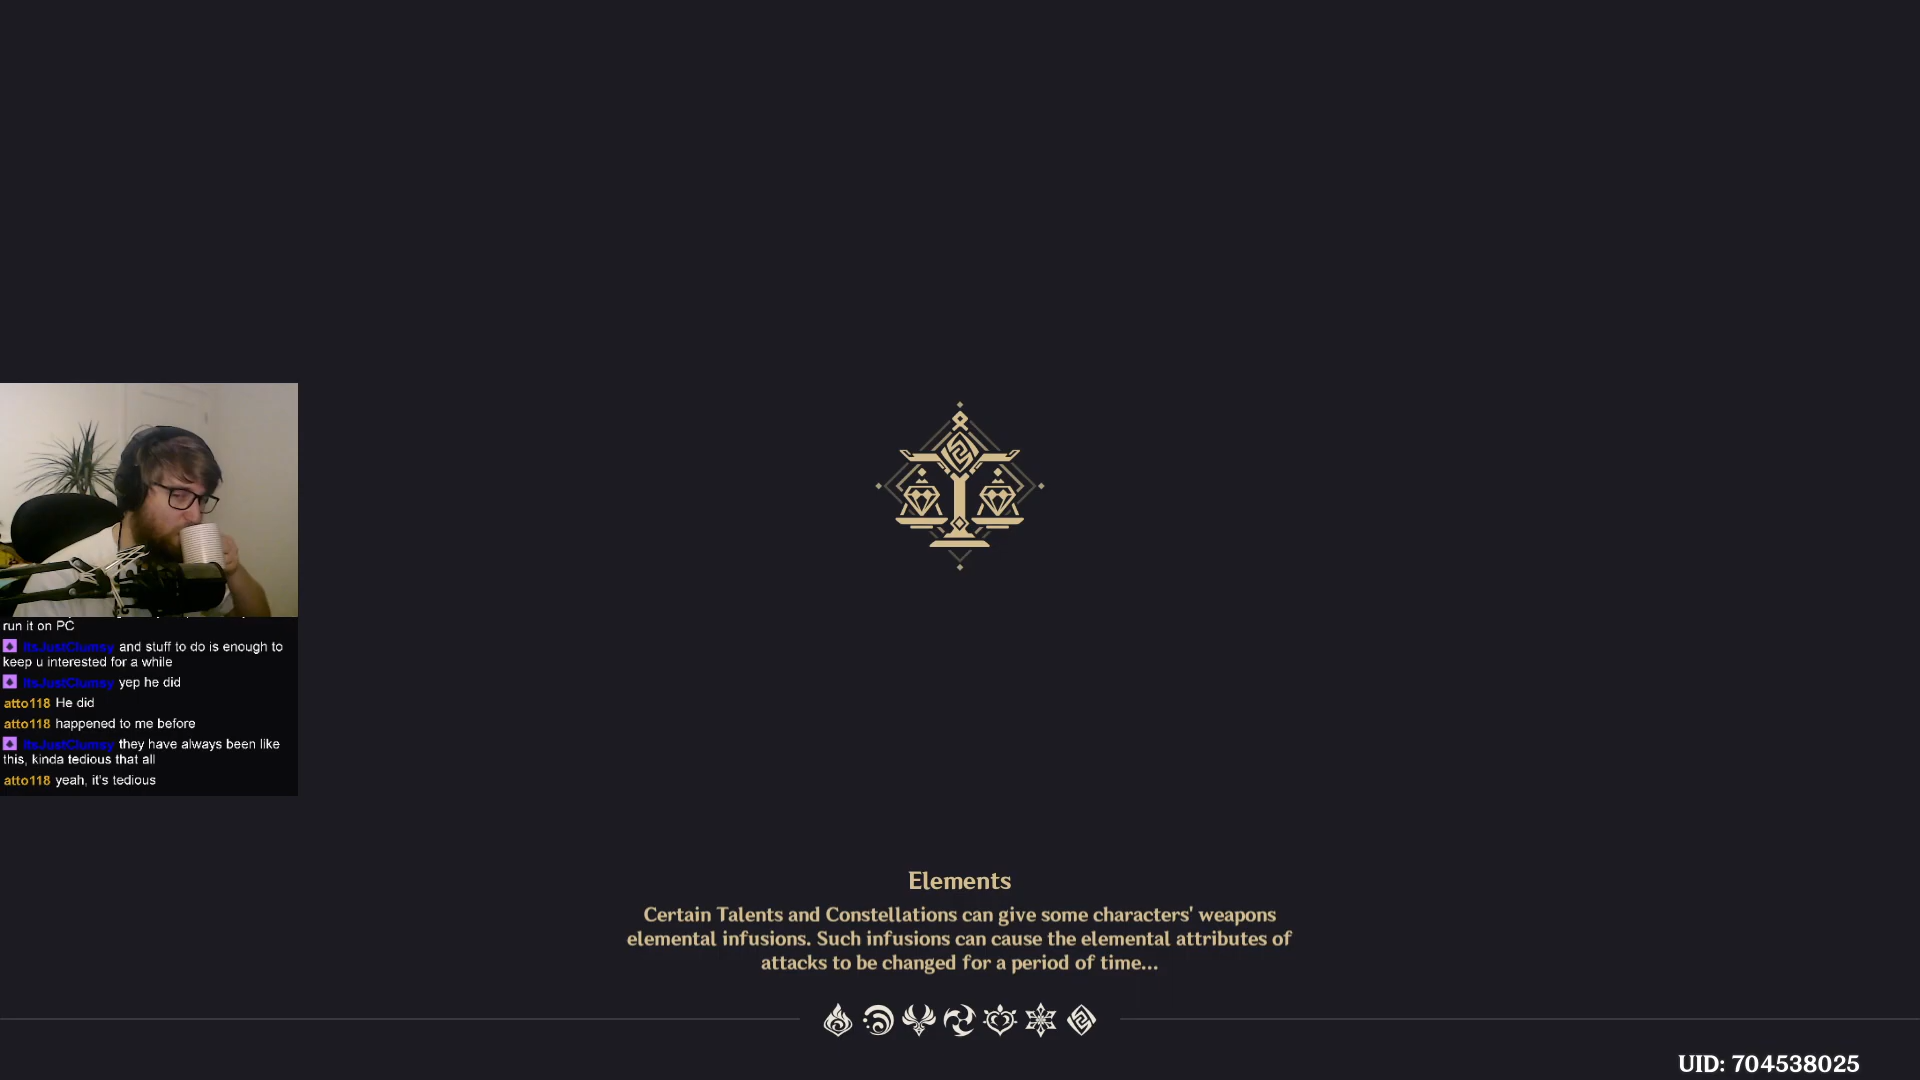 run it on PC
ItsJustClumsy and stuff to do is enough to
keep u interested for a while
ItsJustClumsy yep he did
atto118 He did
atto118 happened to me before
ItsJustClumsy they have always been like
this, kinda tedious that all
atto118 yeah, it's tedious
Elements
Certain Talents and Constellations can give some characters' weapons
elemental infusions. Such infusions can cause the elemental attributes of
attacks to be changed for a period of time...
UID: 704538025